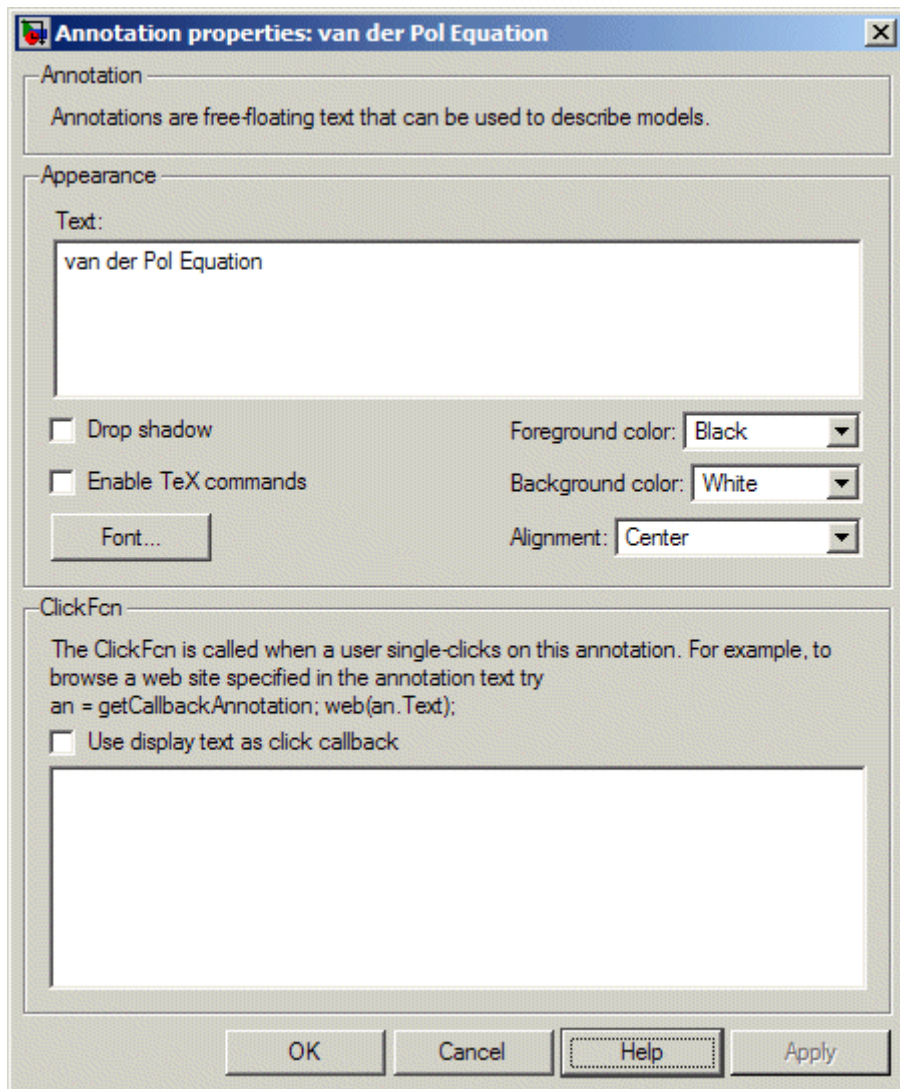 Annotation properties: van der Pol Equation
Annotation
Annotations are free-floating text that can be used to describe models.
Appearance
Text:
van der Pol Equation
Drop shadow
Foreground color: Black
Enable TeX commands
Background color: White
Font...
Alignment: Center
ClickFcn
The ClickFcn is called when a user single-clicks on this annotation. For example, to
browse a web site specified in the annotation text try
an = getCallbackAnnotation; web(an.Text);
Use display text as click callback
OK Cancel Help Apply